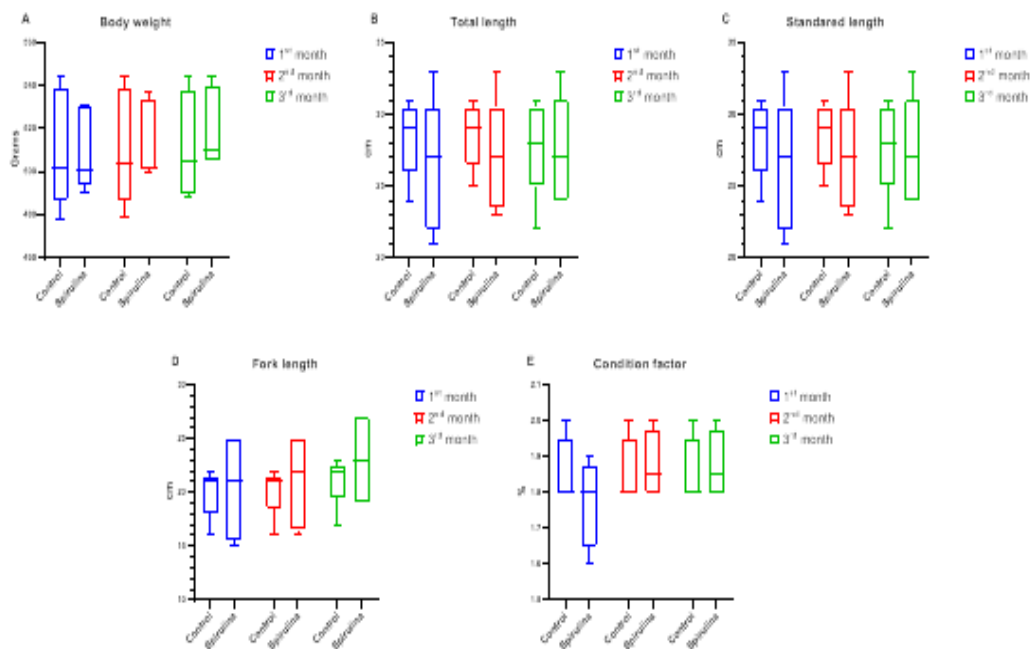 A
Body weight
Grams
1st month
2nd month
3rd month
Control
Spirulina
Control
Spirulina
Control
Spirulina
B
Total length
cm
1st month
2nd month
3rd month
Control
Spirulina
Control
Spirulina
Control
Spirulina
C
Standared length
cm
1st month
2nd month
3rd month
Control
Spirulina
Control
Spirulina
Control
Spirulina
D
Fork length
cm
1st month
2nd month
3rd month
Control
Spirulina
Control
Spirulina
Control
Spirulina
E
Condition factor
%
2.1
2.0
1.9
1.8
1.7
1.6
1st month
2nd month
3rd month
Control
Spirulina
Control
Spirulina
Control
Spirulina